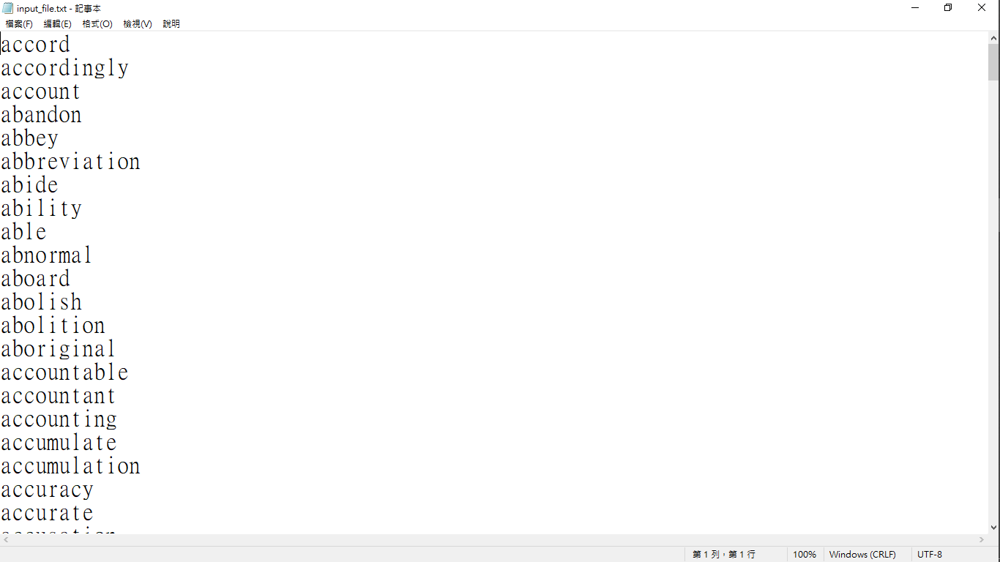 input_file.txt - 記事本
檔案(F) 編輯(E) 格式(O) 檢視(V) 說明
accord
accordingly
account
abandon
abbey
abbreviation
abide
ability
able
abnormal
aboard
abolish
abolition
aboriginal
accountable
accountant
accounting
accumulate
accumulation
accuracy
accurate
accusation
第 1 列，第 1 行 100% Windows (CRLF) UTF-8